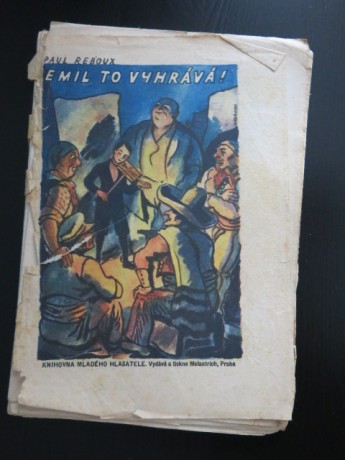 PAUL REBOUX
EMIL TO VYHRÁVÁ!
KNIHOVNA MLADÉHO HLASATELE. Vydává a tiskne Melantrich, Praha